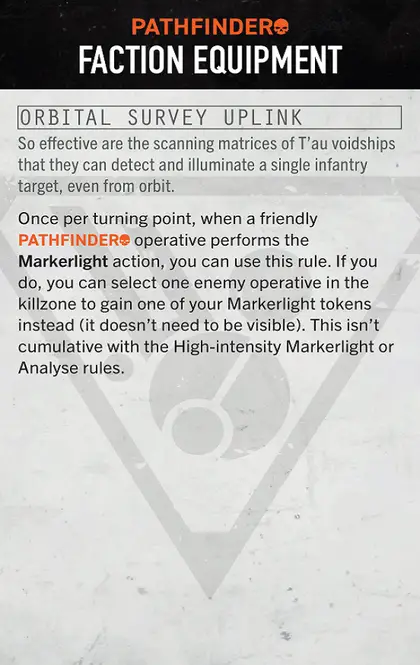 PATHFINDER
FACTION EQUIPMENT
ORBITAL SURVEY UPLINK
So effective are the scanning matrices of T’au voidships
that they can detect and illuminate a single infantry
target, even from orbit.
Once per turning point, when a friendly
PATHFINDER operative performs the
Markerlight action, you can use this rule. If you
do, you can select one enemy operative in the
killzone to gain one of your Markerlight tokens
instead (it doesn’t need to be visible). This isn’t
cumulative with the High-intensity Markerlight or
Analyse rules.